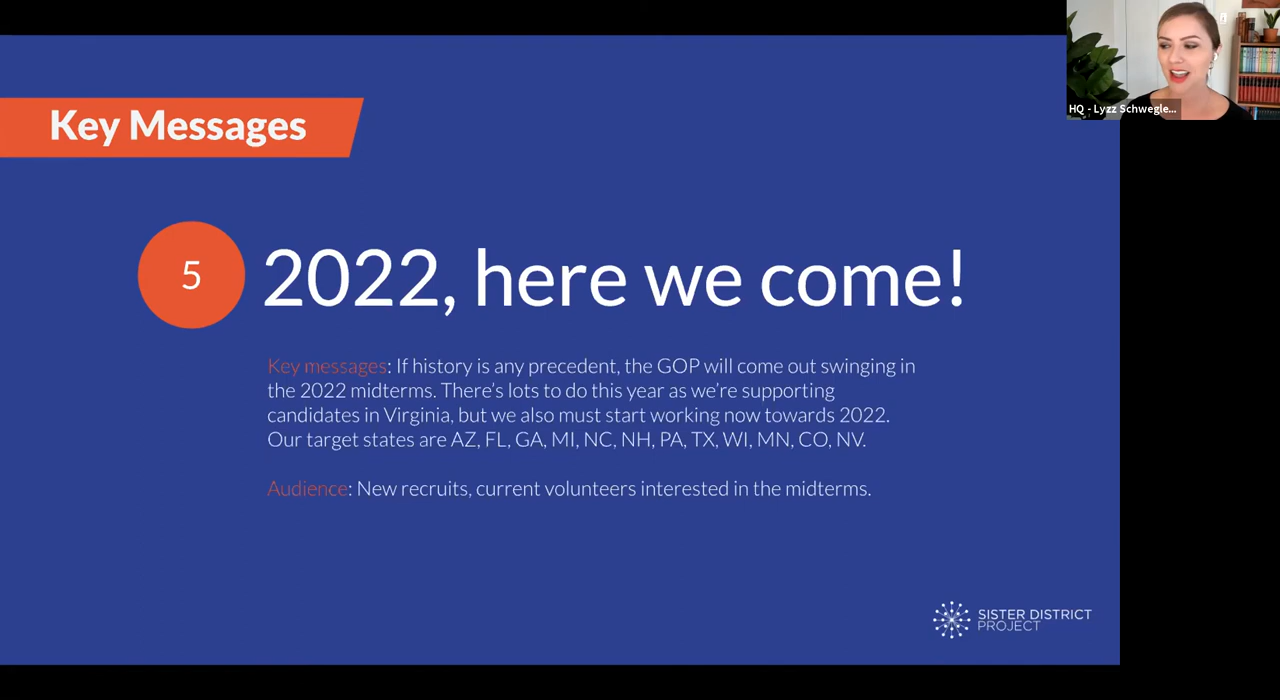 Key Messages
5
2022, here we come!
Key messages: If history is any precedent, the GOP will come out swinging in
the 2022 midterms. There's lots to do this year as we're supporting
candidates in Virginia, but we also must start working now towards 2022.
Our target states are AZ, FL, GA, MI, NC, NH, PA, TX, WI, MN, CO, NV.
Audience: New recruits, current volunteers interested in the midterms.
SISTER DISTRICT
PROJECT
HQ - Lyzz Schwegle...